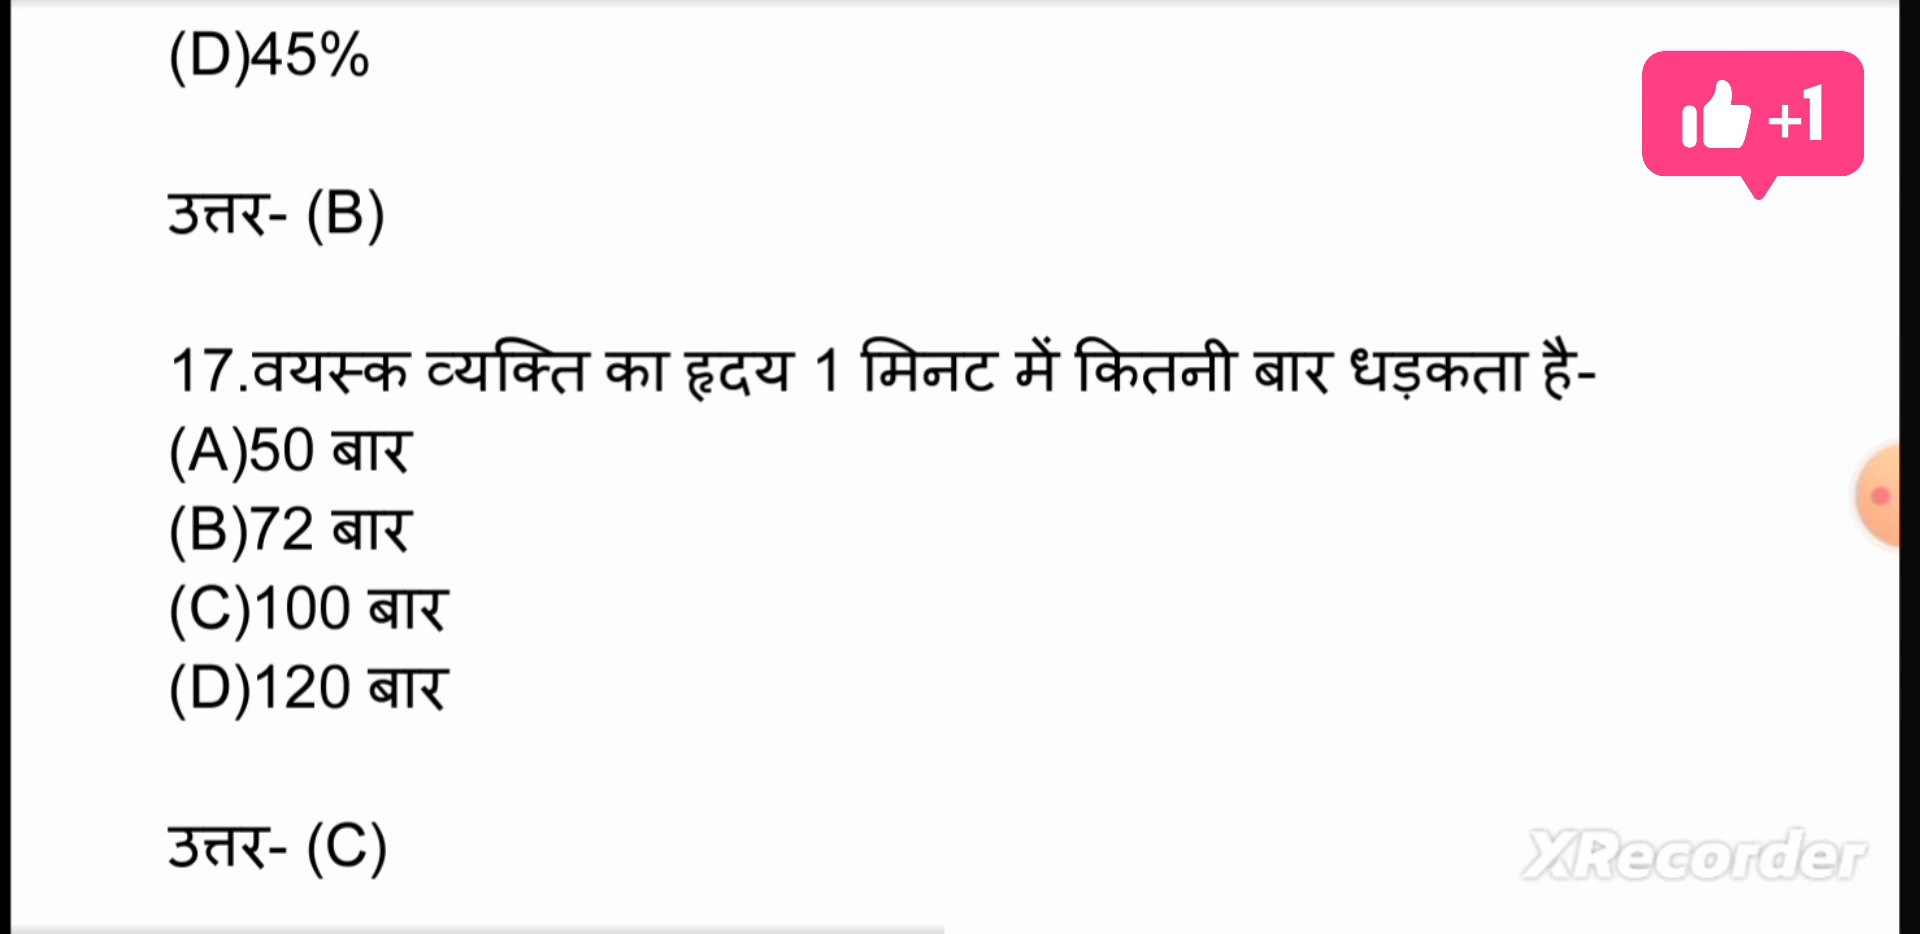 (D)45%
+1
उत्तर- (B)
17.वयस्क व्यक्ति का हृदय 1 मिनट में कितनी बार धड़कता है-
(A)50 बार
(B)72 बार
(C)100 बार
(D)120 बार
उत्तर- (C)
XRecorder